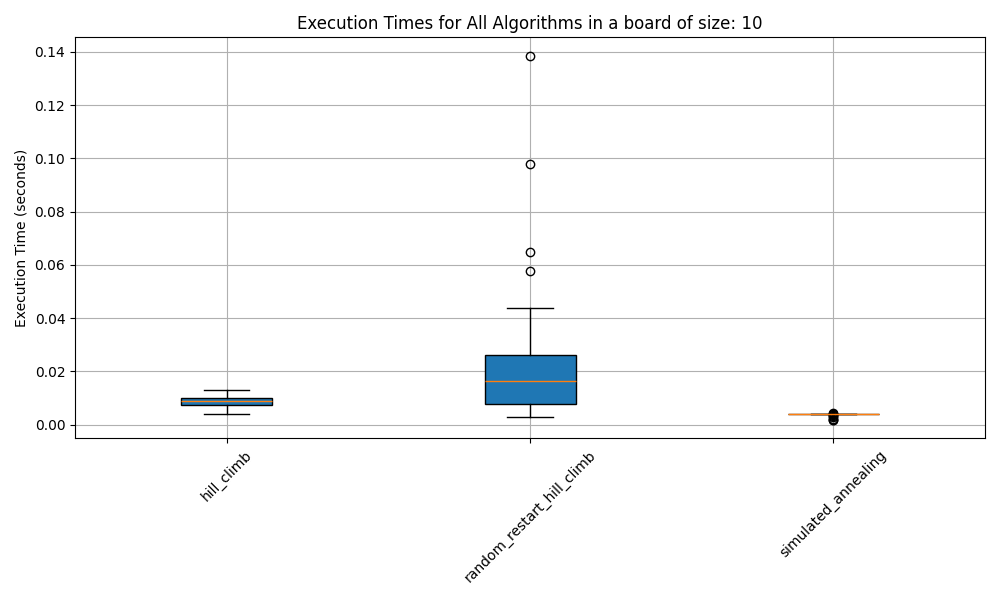 Execution Times for All Algorithms in a board of size: 10
Execution Time (seconds)
0.14
0.12
0.10
0.08
0.06
0.04
0.02
0.00
hill_climb
random_restart_hill_climb
simulated_annealing